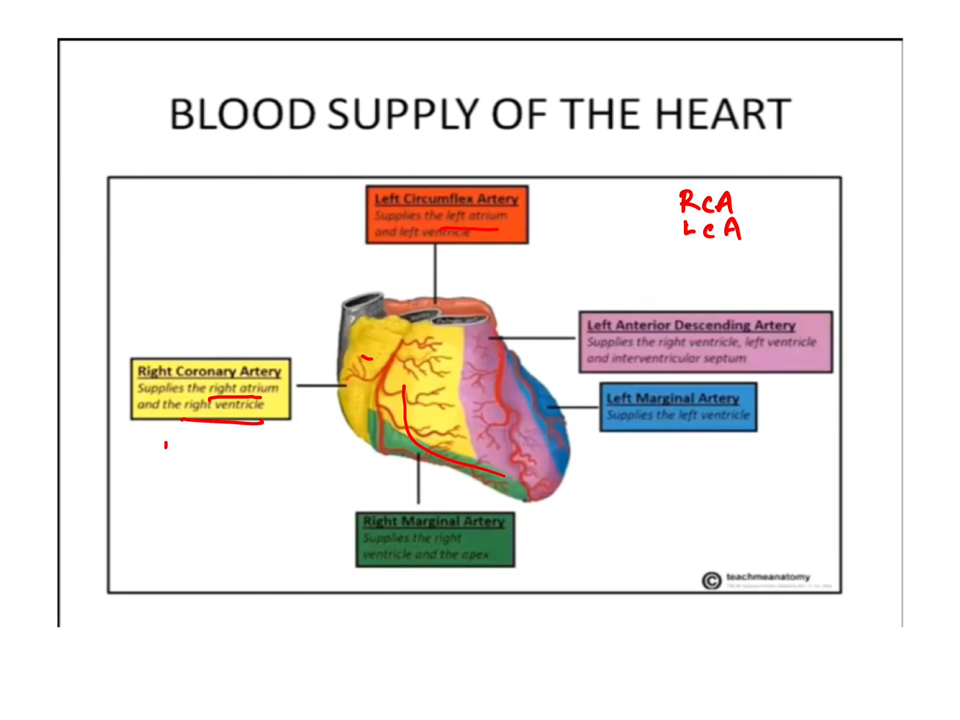 BLOOD SUPPLY OF THE HEART
Left Circumflex Artery
Supplies the left atrium
and left ventricle
RCA
LCA
Left Anterior Descending Artery
Supplies the right ventricle, left ventricle
and interventricular septum
Right Coronary Artery
Supplies the right atrium
and the right ventricle
Left Marginal Artery
Supplies the left ventricle
Right Marginal Artery
Supplies the right
ventricle and the apex
© teachmeanatomy